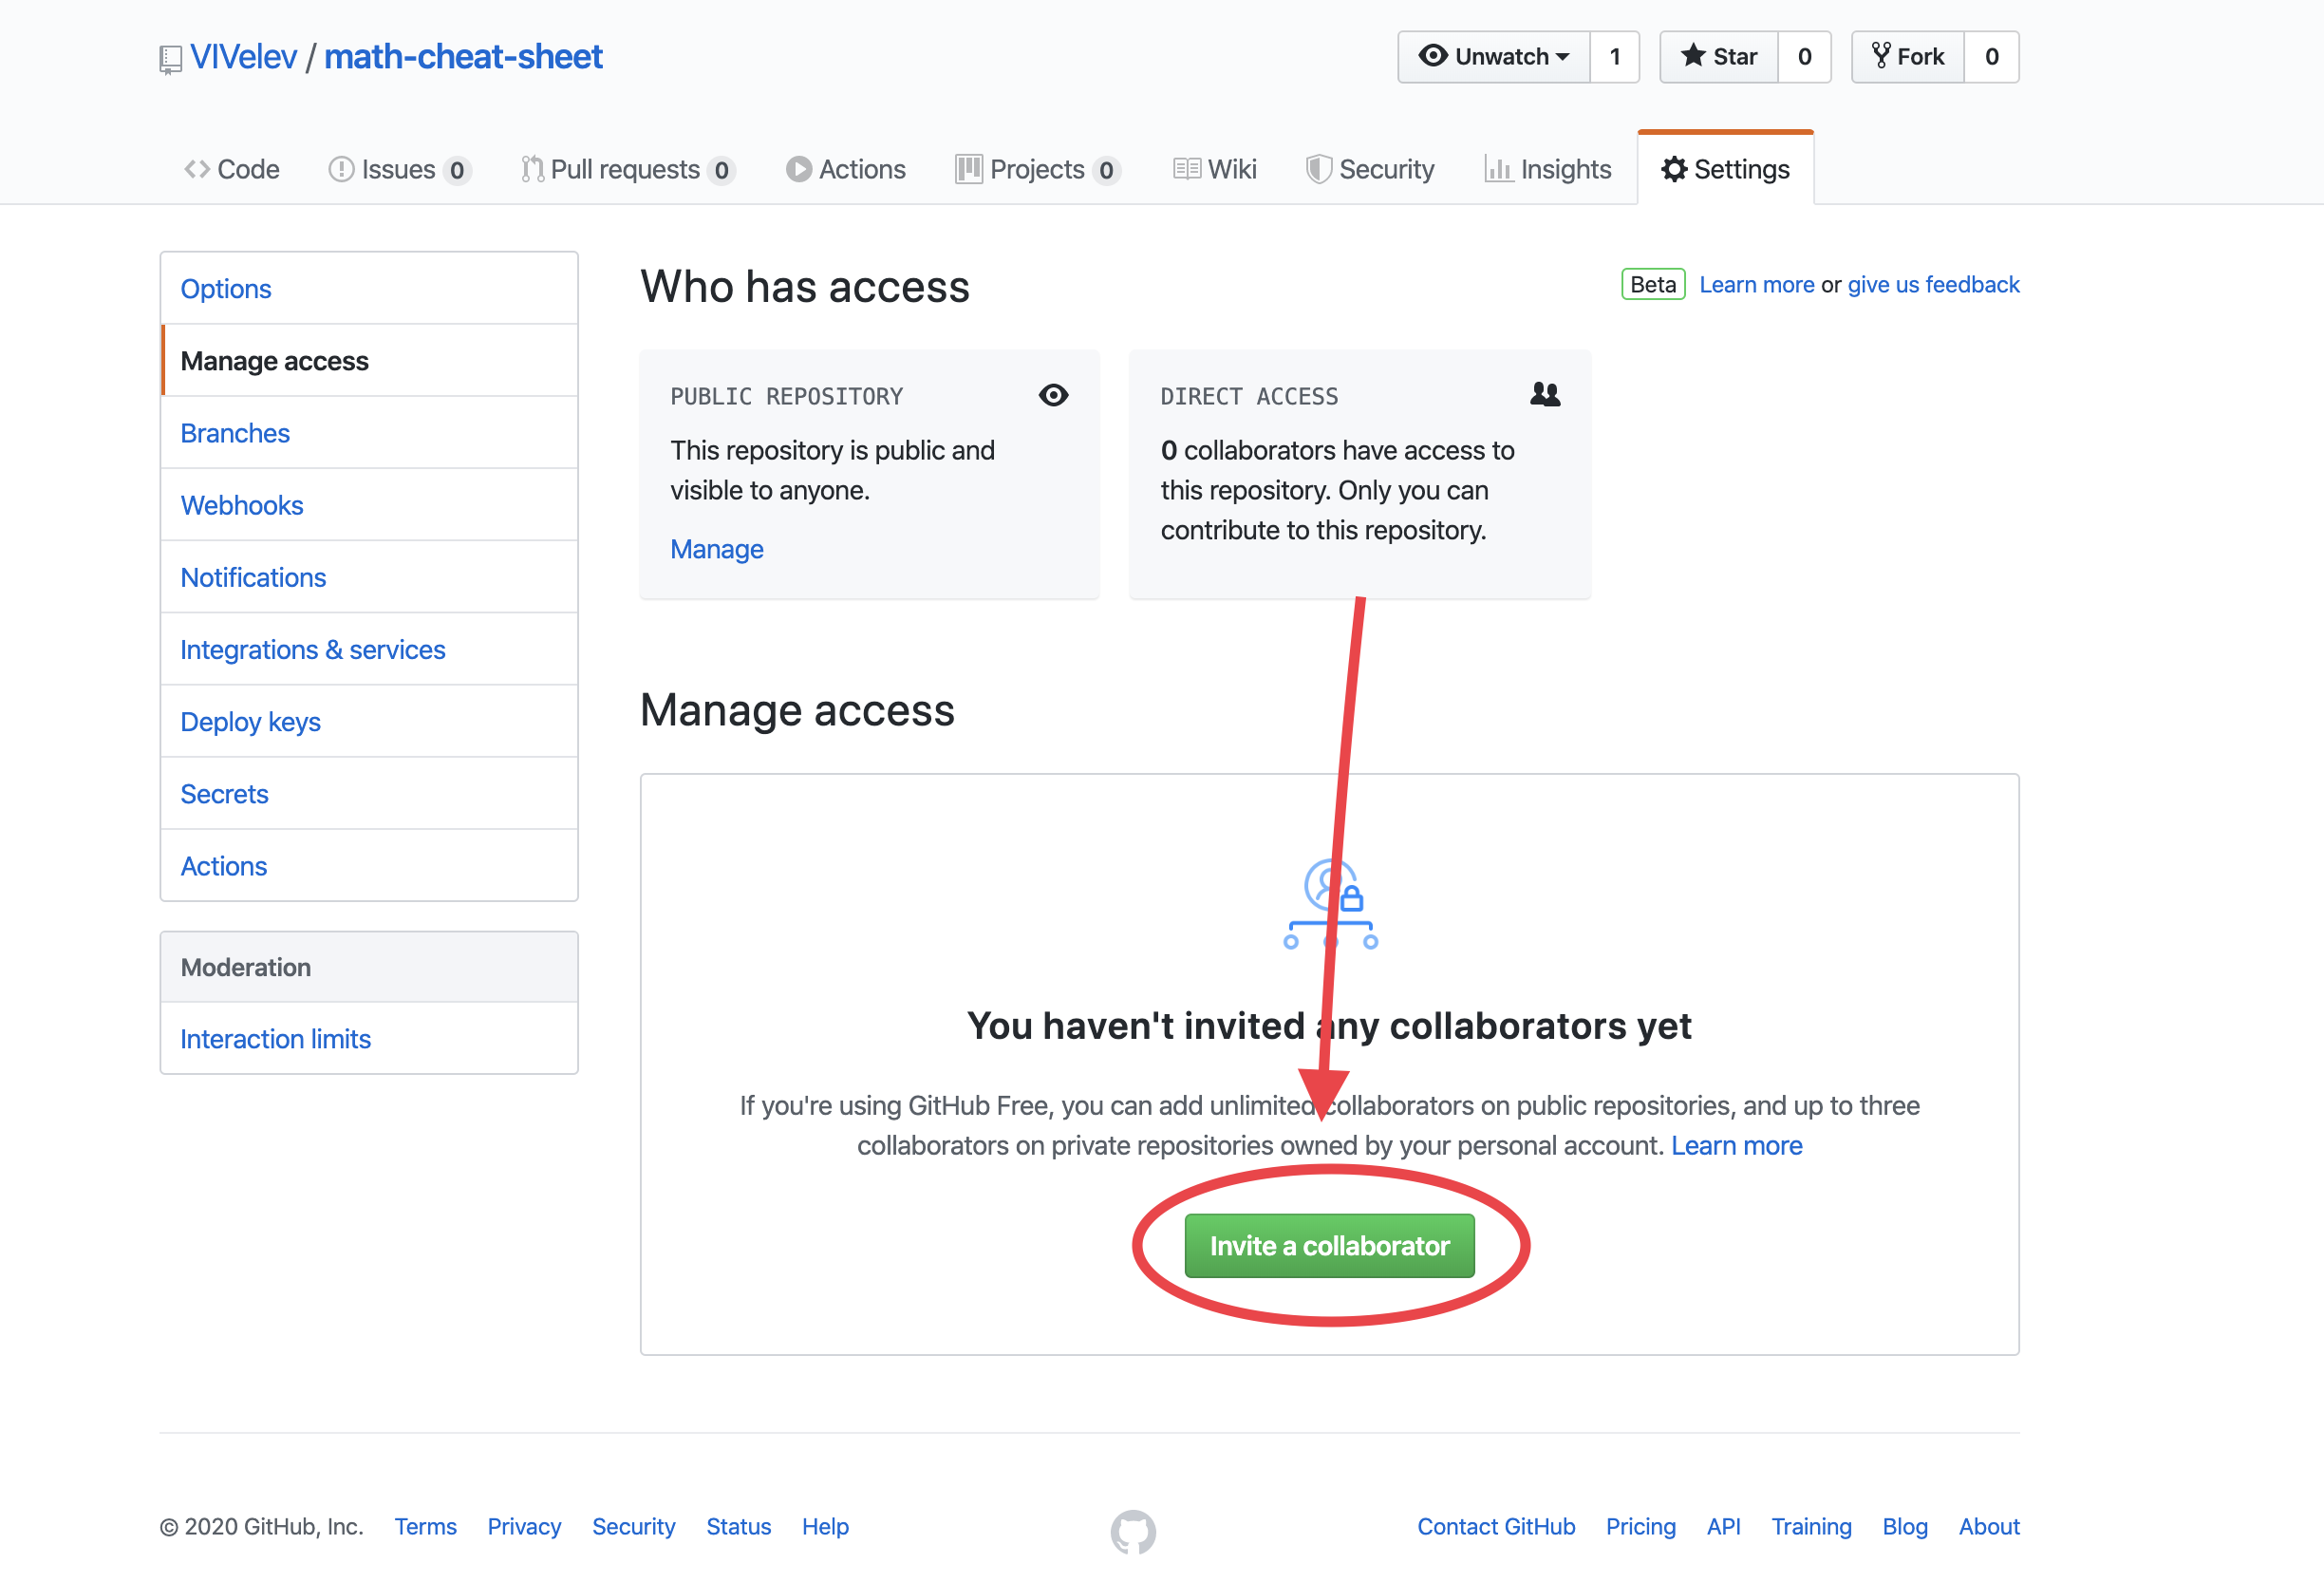 VIVelev / math-cheat-sheet
Unwatch 1 Star 0 Fork 0
Code Issues 0 Pull requests 0 Actions Projects 0 Wiki Security Insights Settings
Options
Manage access
Branches
Webhooks
Notifications
Integrations & services
Deploy keys
Secrets
Actions
Moderation
Interaction limits
Who has access
Beta Learn more or give us feedback
PUBLIC REPOSITORY
This repository is public and
visible to anyone.
Manage
DIRECT ACCESS
0 collaborators have access to
this repository. Only you can
contribute to this repository.
Manage access
You haven't invited any collaborators yet
If you're using GitHub Free, you can add unlimited collaborators on public repositories, and up to three
collaborators on private repositories owned by your personal account. Learn more
Invite a collaborator
© 2020 GitHub, Inc. Terms Privacy Security Status Help
Contact GitHub Pricing API Training Blog About